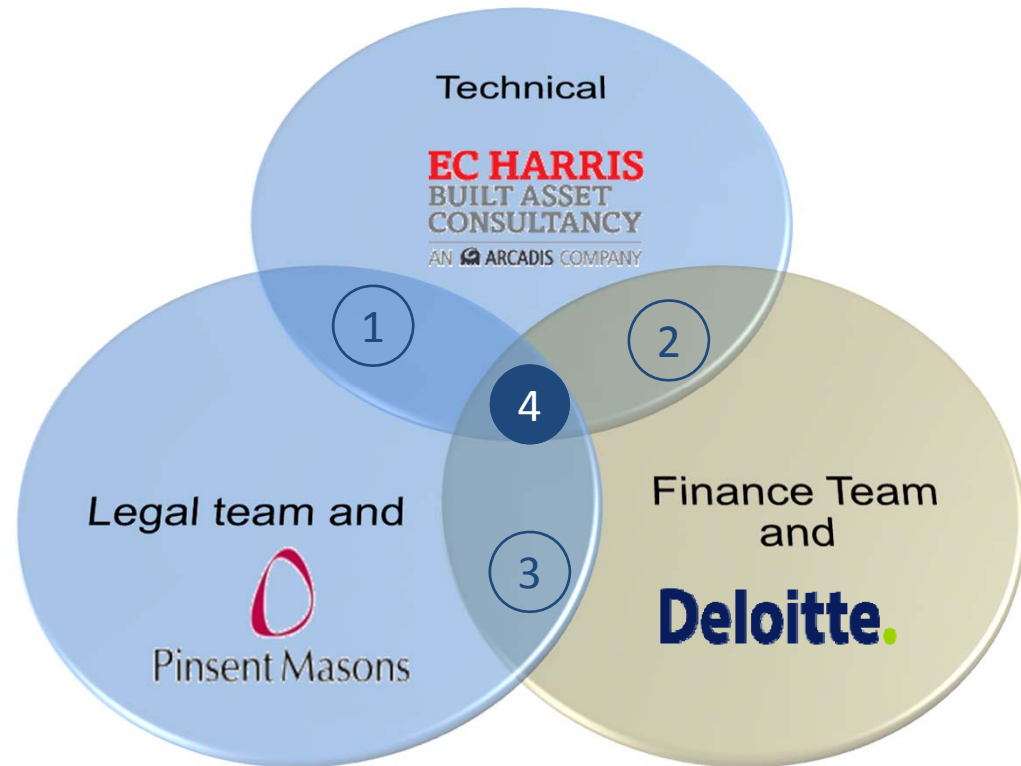 Technical
EC HARRIS
BUILT ASSET
CONSULTANCY
AN ARCADIS COMPANY
1
2
4
Legal team and
Pinsent Masons
3
Finance Team
and
Deloitte.